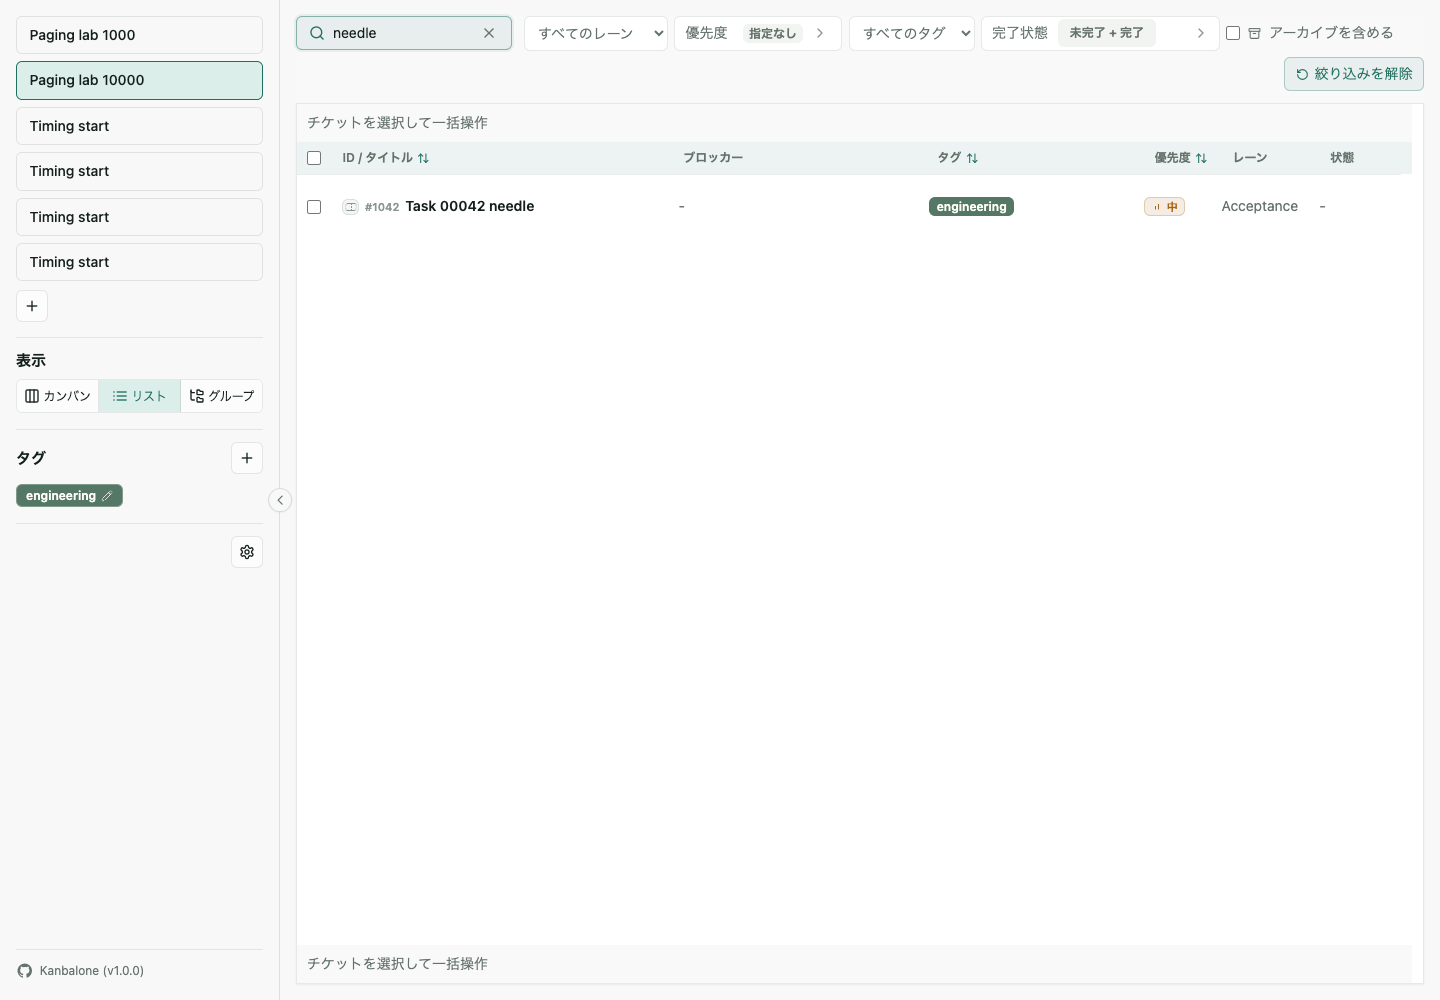 Paging lab 1000
Paging lab 10000
Timing start
Timing start
Timing start
Timing start
表示
カンバン リスト グループ
タグ
engineering
Kanbalone (v1.0.0)
needle すべてのレーン 優先度 指定なし すべてのタグ 完了状態 未完了 + 完了 アーカイブを含める
絞り込みを解除
チケットを選択して一括操作
ID / タイトル ブロッカー タグ 優先度 レーン 状態
#1042 Task 00042 needle - engineering 中 Acceptance -
チケットを選択して一括操作